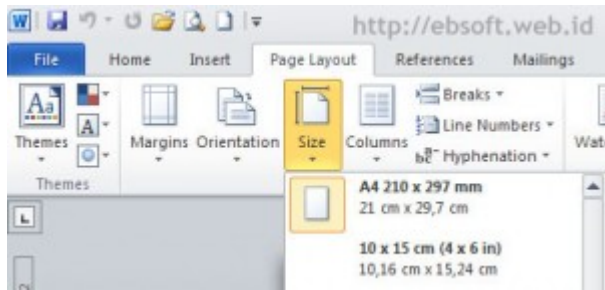 W
http://ebsoft.web.id
File Home Insert Page Layout References Mailings
Aa
Breaks
A
Line Numbers
Themes Margins Orientation Size Columns
Hyphenation
Themes
A4 210 x 297 mm
21 cm x 29,7 cm
10 x 15 cm (4 x 6 in)
10,16 cm x 15,24 cm